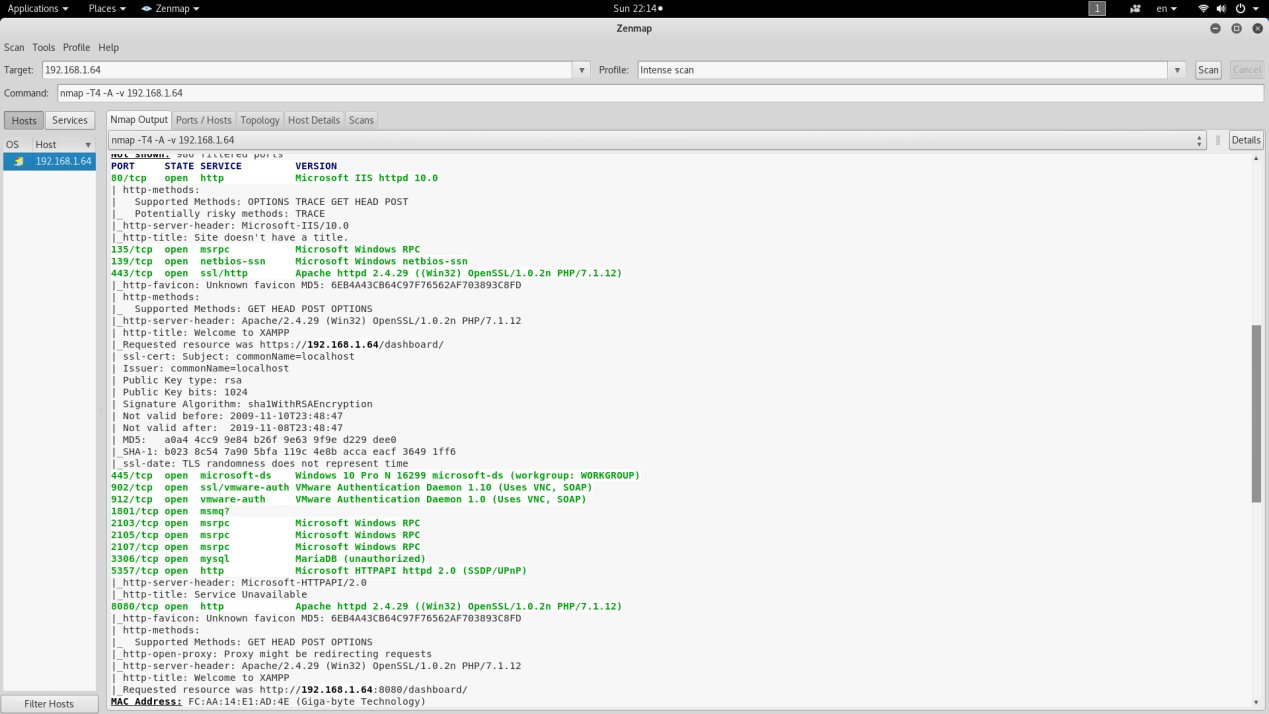 Applications Places Zenmap Sun 22:14 1 en
Zenmap
Scan Tools Profile Help
Target: 192.168.1.64 Profile: Intense scan Scan Cancel
Command: nmap -T4 -A -v 192.168.1.64
Hosts Services Nmap Output Ports / Hosts Topology Host Details Scans
OS Host nmap -T4 -A -v 192.168.1.64 Details
192.168.1.64
Not shown: 986 filtered ports
PORT STATE SERVICE VERSION
80/tcp open http Microsoft IIS httpd 10.0
| http-methods:
| Supported Methods: OPTIONS TRACE GET HEAD POST
|_ Potentially risky methods: TRACE
|_http-server-header: Microsoft-IIS/10.0
|_http-title: Site doesn't have a title.
135/tcp open msrpc Microsoft Windows RPC
139/tcp open netbios-ssn Microsoft Windows netbios-ssn
443/tcp open ssl/http Apache httpd 2.4.29 ((Win32) OpenSSL/1.0.2n PHP/7.1.12)
|_http-favicon: Unknown favicon MD5: 6EB4A43CB64C97F76562AF703893C8FD
| http-methods:
|_ Supported Methods: GET HEAD POST OPTIONS
|_http-server-header: Apache/2.4.29 (Win32) OpenSSL/1.0.2n PHP/7.1.12
| http-title: Welcome to XAMPP
|_Requested resource was https://192.168.1.64/dashboard/
| ssl-cert: Subject: commonName=localhost
| Issuer: commonName=localhost
| Public Key type: rsa
| Public Key bits: 1024
| Signature Algorithm: sha1WithRSAEncryption
| Not valid before: 2009-11-10T23:48:47
| Not valid after: 2019-11-08T23:48:47
| MD5: a0a4 4cc9 9e84 b26f 9e63 9f9e d229 dee0
|_SHA-1: b023 8c54 7a90 5bfa 119c 4e8b acca eacf 3649 1ff6
|_ssl-date: TLS randomness does not represent time
445/tcp open microsoft-ds Windows 10 Pro N 16299 microsoft-ds (workgroup: WORKGROUP)
902/tcp open ssl/vmware-auth VMware Authentication Daemon 1.10 (Uses VNC, SOAP)
912/tcp open vmware-auth VMware Authentication Daemon 1.0 (Uses VNC, SOAP)
1801/tcp open msmq?
2103/tcp open msrpc Microsoft Windows RPC
2105/tcp open msrpc Microsoft Windows RPC
2107/tcp open msrpc Microsoft Windows RPC
3306/tcp open mysql MariaDB (unauthorized)
5357/tcp open http Microsoft HTTPAPI httpd 2.0 (SSDP/UPnP)
|_http-server-header: Microsoft-HTTPAPI/2.0
|_http-title: Service Unavailable
8080/tcp open http Apache httpd 2.4.29 ((Win32) OpenSSL/1.0.2n PHP/7.1.12)
|_http-favicon: Unknown favicon MD5: 6EB4A43CB64C97F76562AF703893C8FD
| http-methods:
|_ Supported Methods: GET HEAD POST OPTIONS
|_http-open-proxy: Proxy might be redirecting requests
|_http-server-header: Apache/2.4.29 (Win32) OpenSSL/1.0.2n PHP/7.1.12
| http-title: Welcome to XAMPP
|_Requested resource was http://192.168.1.64:8080/dashboard/
MAC Address: FC:AA:14:E1:AD:4E (Giga-byte Technology)
Filter Hosts